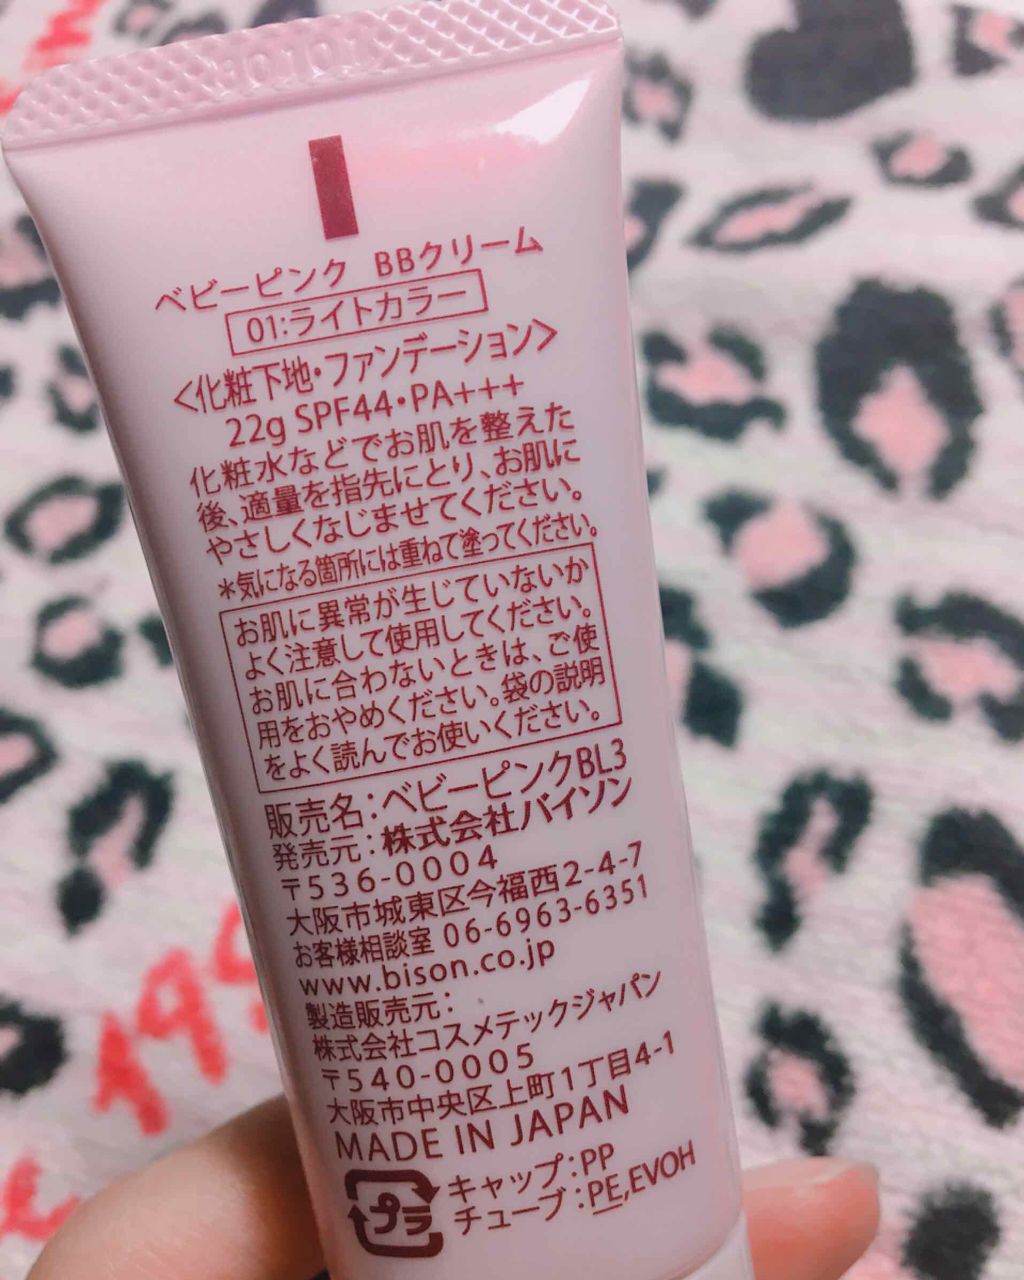 ベビーピンク BBクリーム
01:ライトカラー
<化粧下地・ファンデーション>
22g SPF44・PA+++
化粧水などでお肌を整えた
後、適量を指先にとり、お肌に
やさしくなじませてください。
*気になる箇所には重ねて塗ってください。
お肌に異常が生じていないか
よく注意して使用してください。
お肌に合わないときは、ご使
用をおやめください。袋の説明
をよく読んでお使いください。
販売名:ベビーピンクBL3
発売元:株式会社バイソン
〒536-0004
大阪市城東区今福西2-4-7
お客様相談室 06-6963-6351
www.bison.co.jp
製造販売元:
株式会社コスメテックジャパン
〒540-0005
大阪市中央区上町1丁目4-1
MADE IN JAPAN
プラ
キャップ:PP
チューブ:PE,EVOH